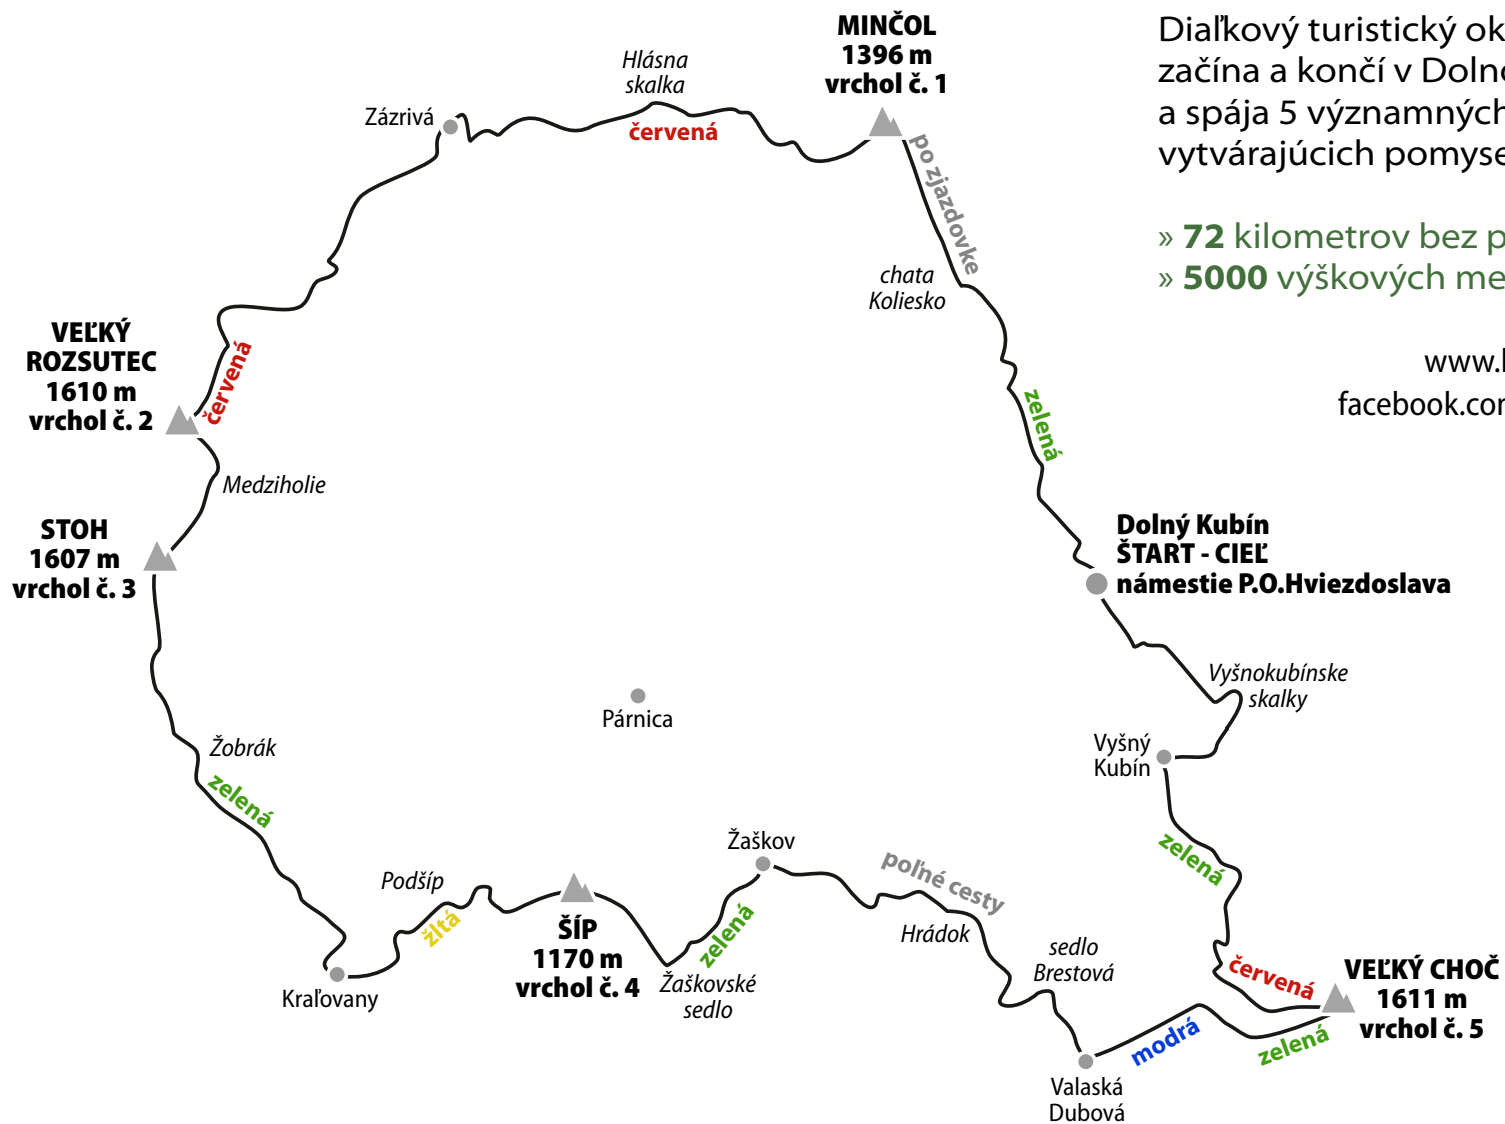 MINČOL
1396 m
vrchol č. 1
Diaľkový turistický ok
začína a končí v Dolno
a spája 5 významných
vytvárajúcich pomyse
» 72 kilometrov bez p
» 5000 výškových me
www.
facebook.con
Hlásna
skalka
Zázrivá
červená
po zjazdovke
chata
Koliesko
VEĽKÝ
ROZSUTEC
1610 m
vrchol č. 2
červená
Medziholie
zelená
STOH
1607 m
vrchol č. 3
Dolný Kubín
ŠTART - CIEĽ
námestie P.O.Hviezdoslava
Vyšnokubínske
skalky
Párnica
Vyšný
Kubín
Žobrák
zelená
Žaškov
zelená
poľné cesty
Podšíp
žltá
ŠÍP
1170 m
vrchol č. 4
zelená
Žaškovské
sedlo
Hrádok
sedlo
Brestová
Kraľovany
červená
VEĽKÝ CHOČ
1611 m
vrchol č. 5
modrá
zelená
Valaská
Dubová